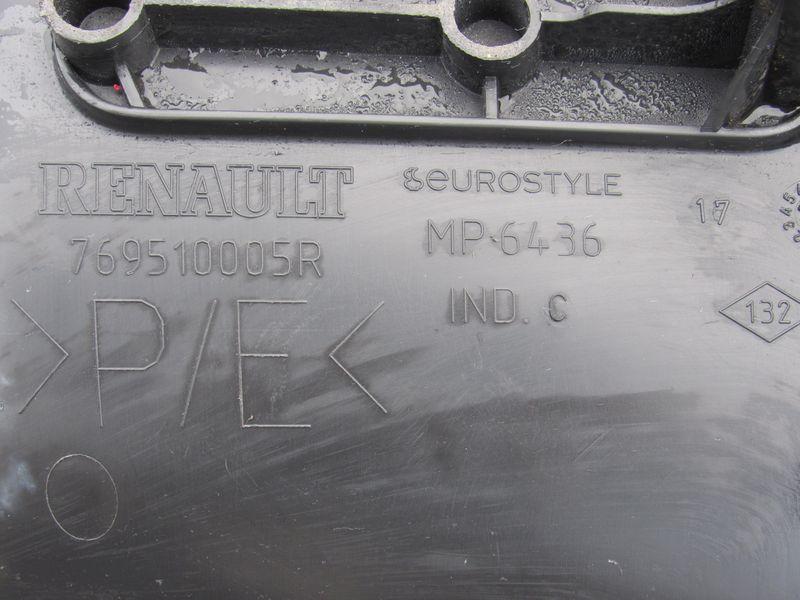 RENAULT
769510005R
>P/E<
eUROSTYLE
MP 6436
IND. C
17
132